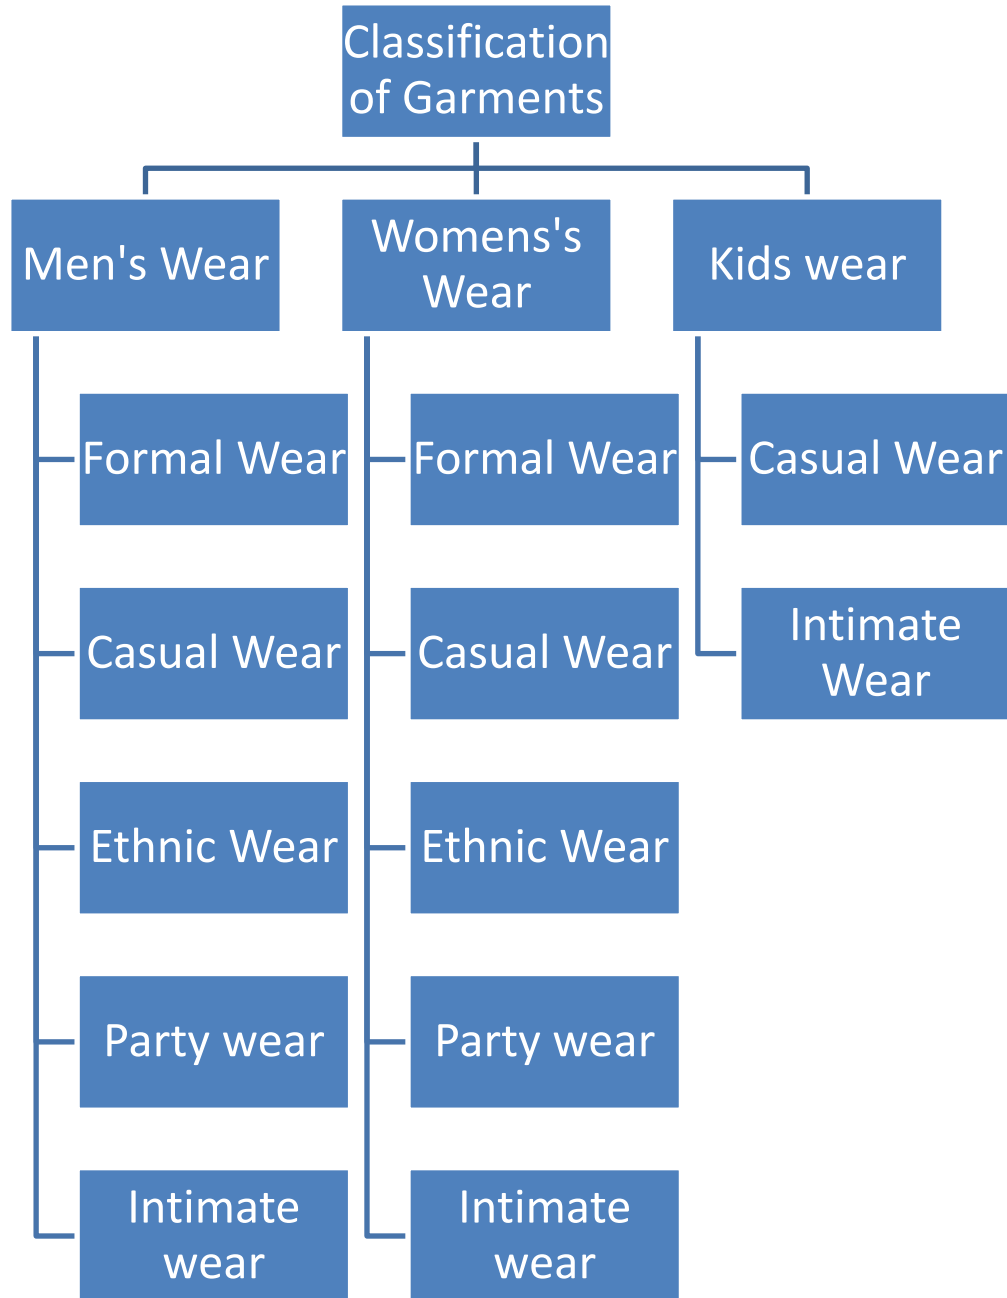 Classification
of Garments
Men's Wear
Womens's
Wear
Kids wear
Formal Wear
Formal Wear
Casual Wear
Casual Wear
Casual Wear
Intimate
Wear
Ethnic Wear
Ethnic Wear
Party wear
Party wear
Intimate
wear
Intimate
wear